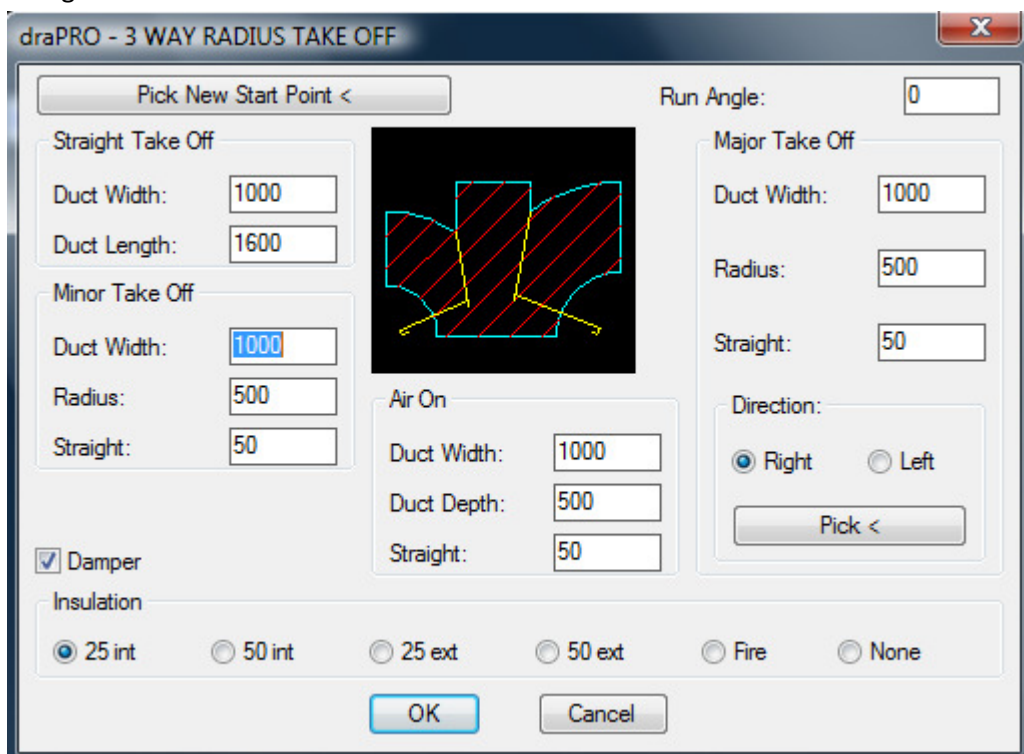 draPRO - 3 WAY RADIUS TAKE OFF
Pick New Start Point <
Run Angle: 0
Straight Take Off
Duct Width: 1000
Duct Length: 1600
Minor Take Off
Duct Width: 1000
Radius: 500
Straight: 50
Air On
Duct Width: 1000
Duct Depth: 500
Straight: 50
Major Take Off
Duct Width: 1000
Radius: 500
Straight: 50
Direction:
Right Left
Pick <
Damper
Insulation
25 int 50 int 25 ext 50 ext Fire None
OK Cancel